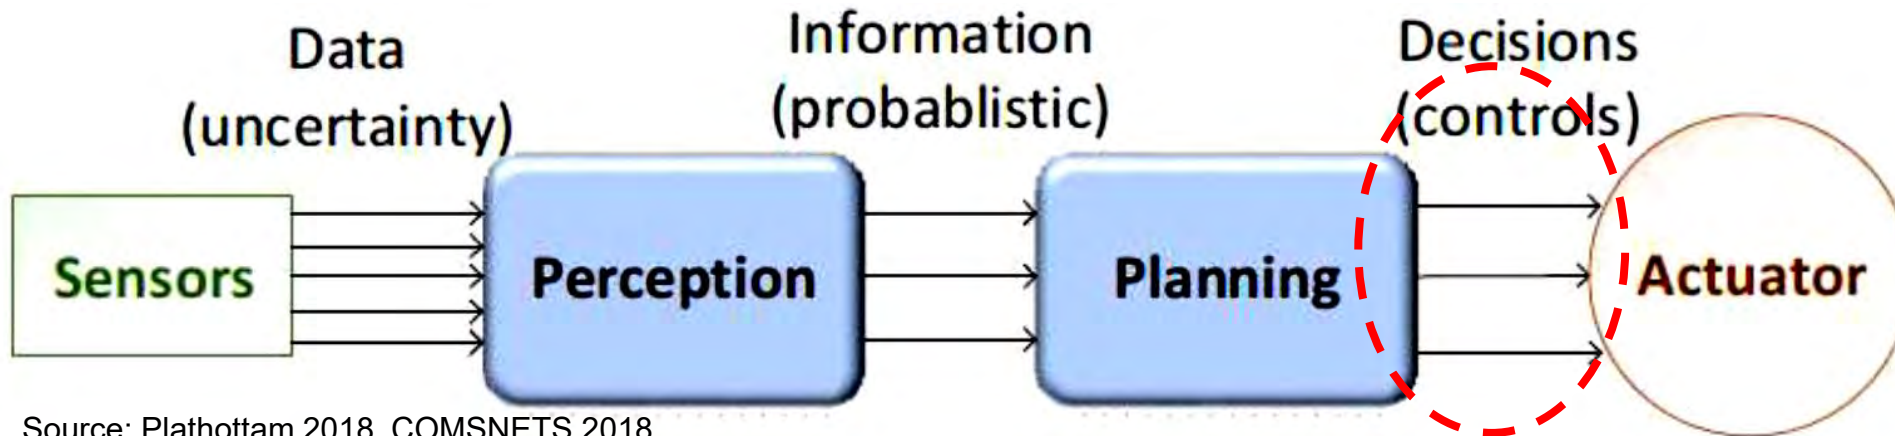 Data
(uncertainty)
Information
(probablistic)
Decisions
(controls)
Sensors
Perception
Planning
Actuator
Source: Plathottam 2018, COMSNETS 2018